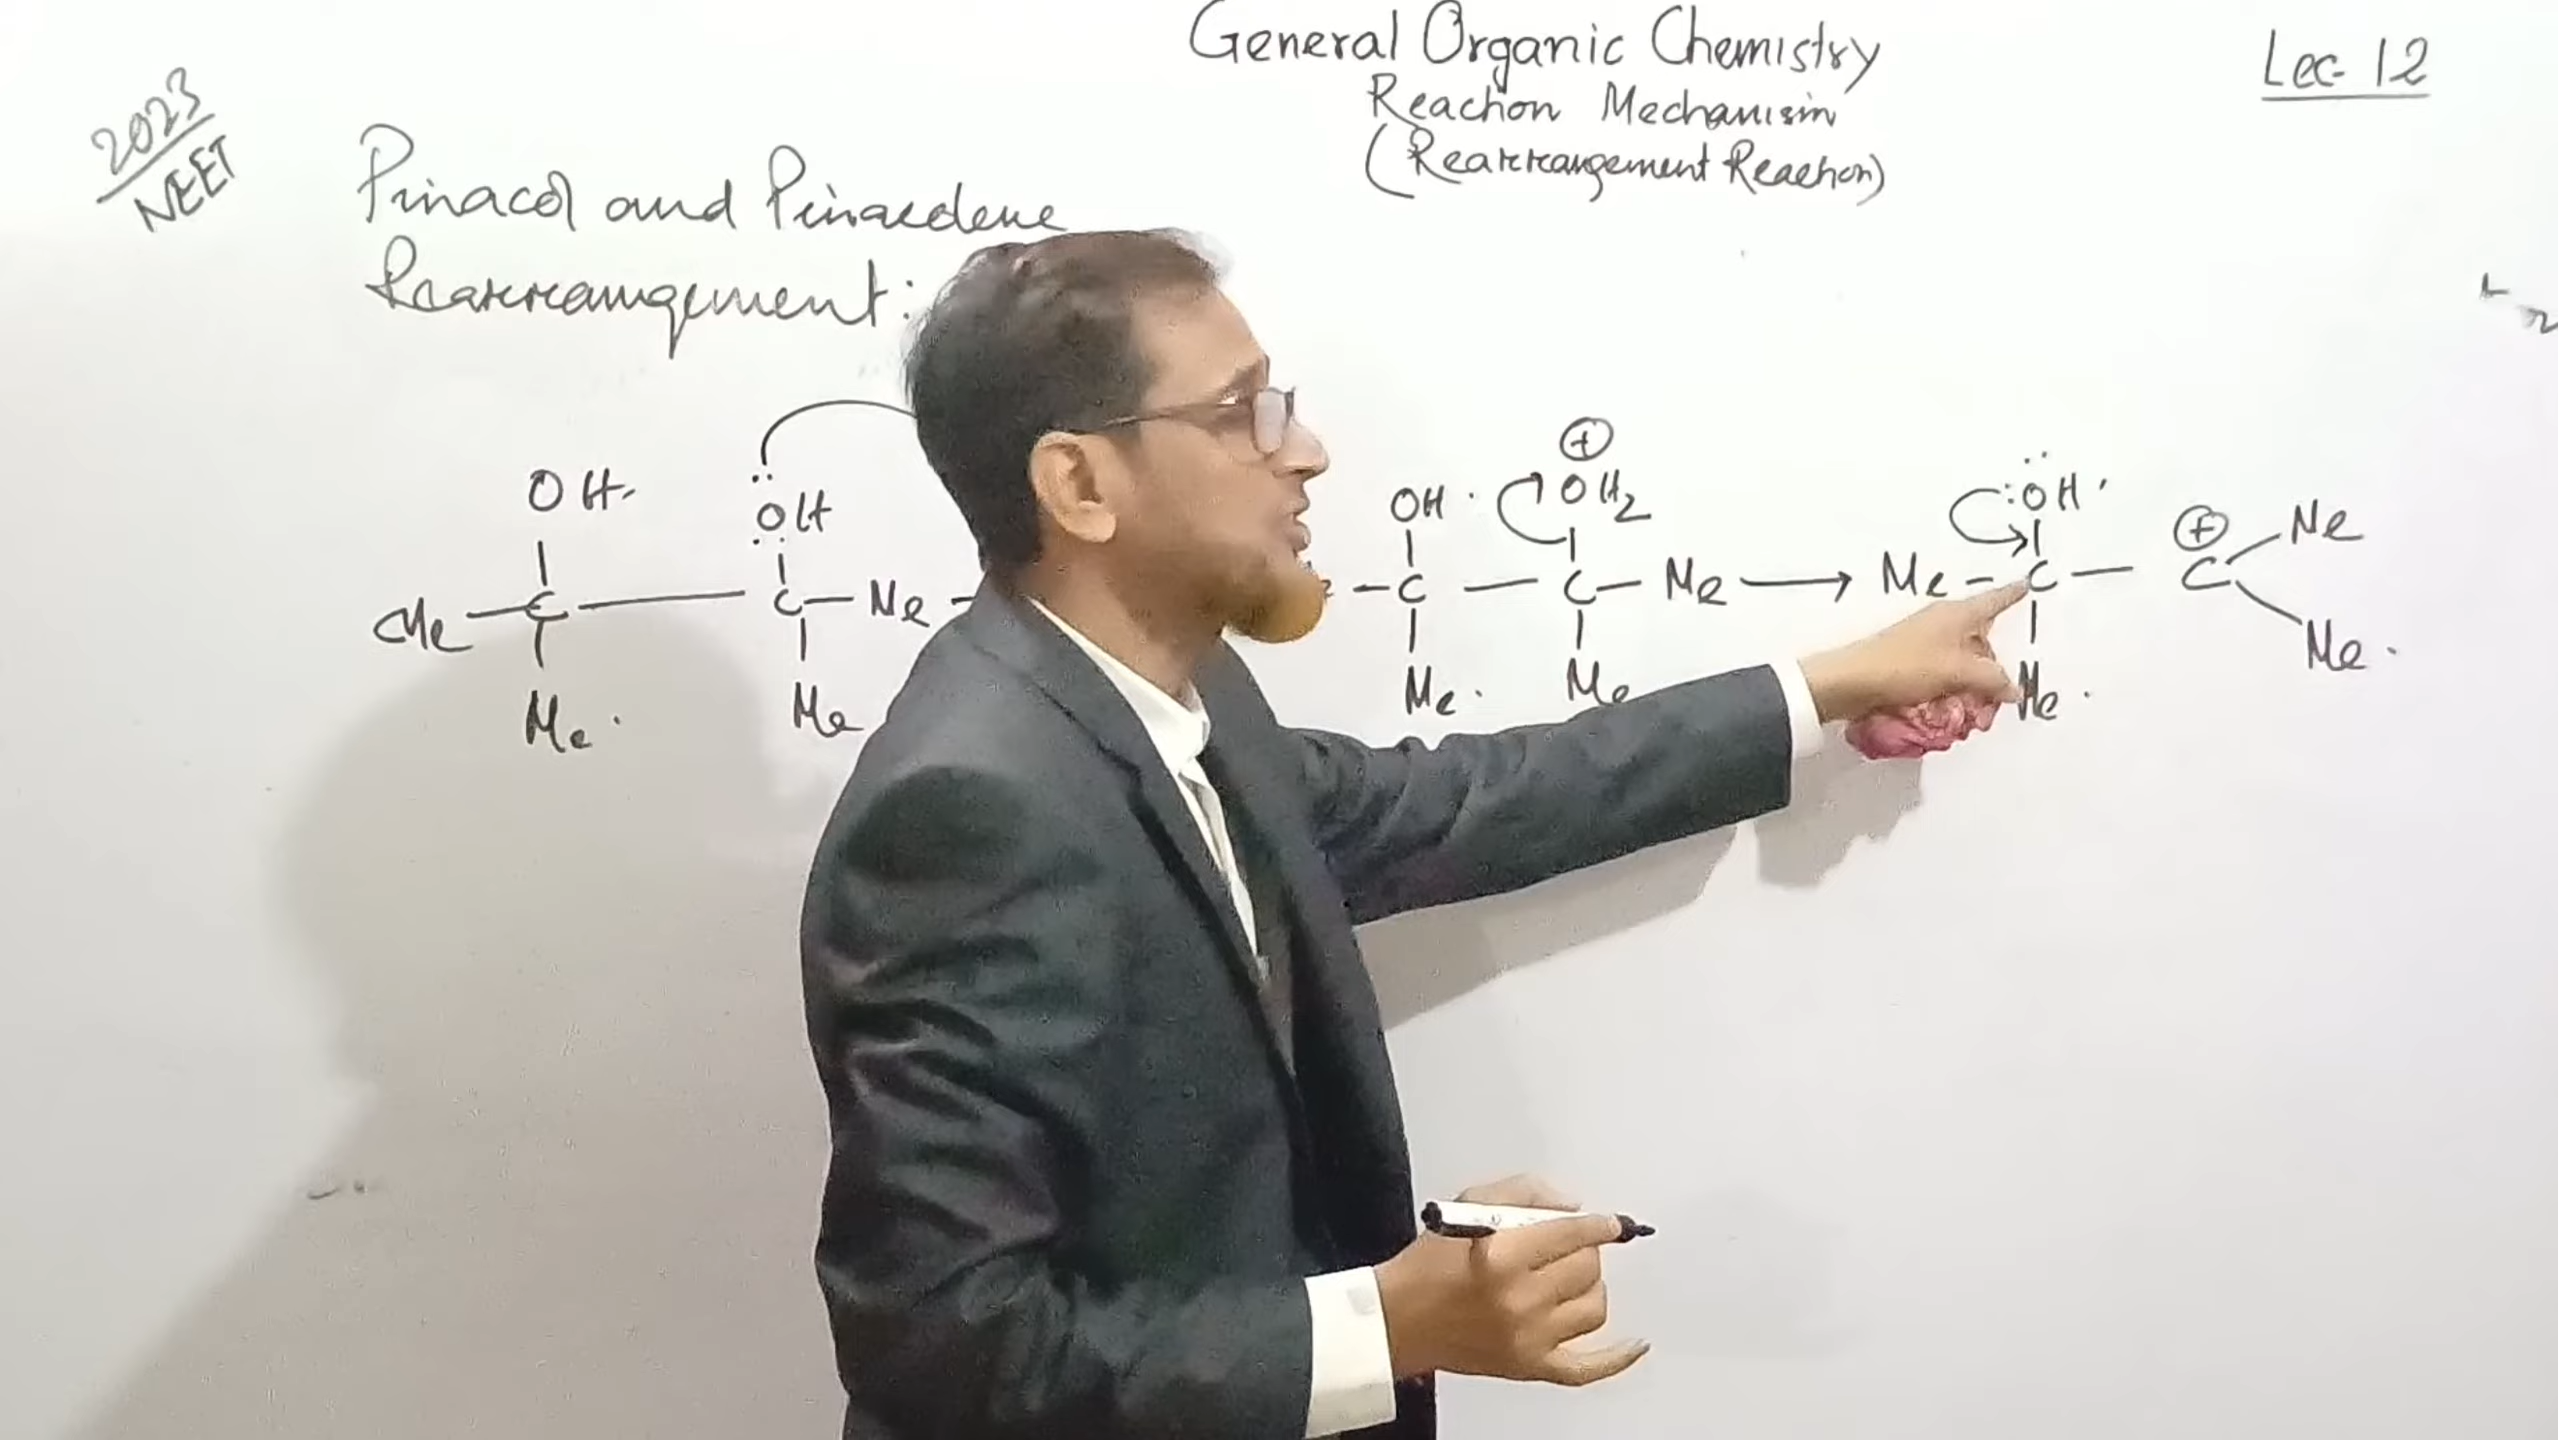 General Organic Chemistry
Reaction Mechanism
(Rearrangement Reaction)
Lec- 12
2023
NEET
Pinacol and Pinacolone
Rearrangement:
OH OH OH OH2 OH
Me C C Me C C Me Me C C Me
Me Me Me Me Me Me